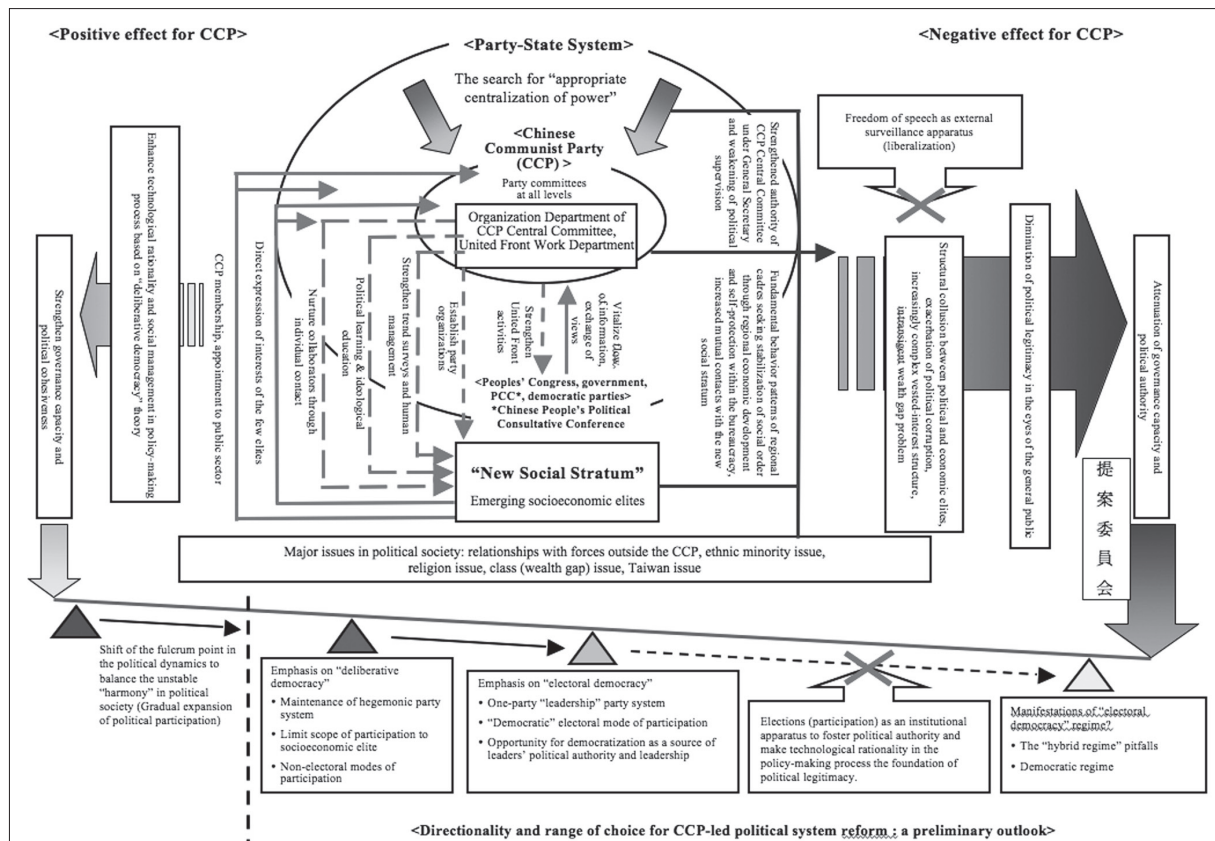 <Positive effect for CCP>
<Party-State System>
The search for “appropriate
centralization of power”
<Negative effect for CCP>
<Chinese
Communist Party
(CCP) >
Party committees
at all levels
Organization Department of
CCP Central Committee,
United Front Work Department
Freedom of speech as external
surveillance apparatus
(liberalization)
Strengthen governance capacity and
political cohesiveness
Enhance technological rationality and social management in policy-making
process based on “deliberative democracy” theory
CCP membership, appointment to public sector
Direct expression of interests of the few elites
Nurture collaborators through
individual contact
Political learning & ideological
education
Strengthen trend surveys and human
management
Establish party
organizations
Strengthen
United Front
activities
Vitalize flow
of information,
exchange of
views
<Peoples’ Congress, government,
PCC*, democratic parties>
*Chinese People’s Political
Consultative Conference
“New Social Stratum”
Emerging socioeconomic elites
Strengthened authority of
CCP Central Committee
under General Secretary
and weakening of political
supervision
Fundamental behavior patterns of regional
cadres seeking stabilization of social order
through regional economic development
and self-protection within the bureaucracy,
increased mutual contacts with the new
social stratum
Structural collusion between political and economic elites,
exacerbation of political corruption,
increasingly complex vested-interest structure,
intransigent wealth gap problem
Diminution of political legitimacy in the eyes of the general public
Attenuation of governance capacity and
political authority
提案委員会
Major issues in political society: relationships with forces outside the CCP, ethnic minority issue,
religion issue, class (wealth gap) issue, Taiwan issue
Shift of the fulcrum point in
the political dynamics to
balance the unstable
“harmony” in political
society (Gradual expansion
of political participation)
Emphasis on “deliberative
democracy”
• Maintenance of hegemonic party
system
• Limit scope of participation to
socioeconomic elite
• Non-electoral modes of
participation
Emphasis on “electoral democracy”
• One-party “leadership” party system
• “Democratic” electoral mode of participation
• Opportunity for democratization as a source of
leaders’ political authority and leadership
Elections (participation) as an institutional
apparatus to foster political authority and
make technological rationality in the
policy-making process the foundation of
political legitimacy.
Manifestations of “electoral
democracy” regime?
• The “hybrid regime” pitfalls
• Democratic regime
<Directionality and range of choice for CCP-led political system reform : a preliminary outlook>